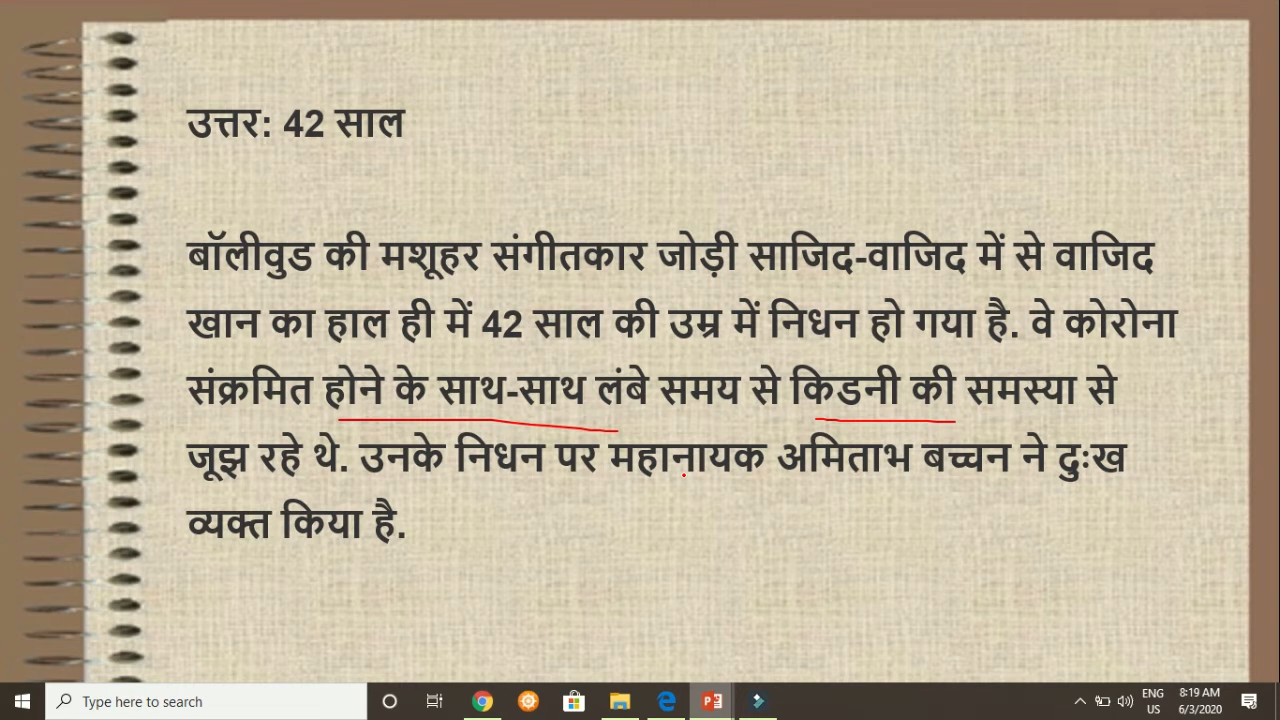 उत्तर: 42 साल
बॉलीवुड की मशूहर संगीतकार जोड़ी साजिद-वाजिद में से वाजिद
खान का हाल ही में 42 साल की उम्र में निधन हो गया है. वे कोरोना
संक्रमित होने के साथ-साथ लंबे समय से किडनी की समस्या से
जूझ रहे थे. उनके निधन पर महानायक अमिताभ बच्चन ने दुःख
व्यक्त किया है.
Type here to search
ENG
US
8:19 AM
6/3/2020